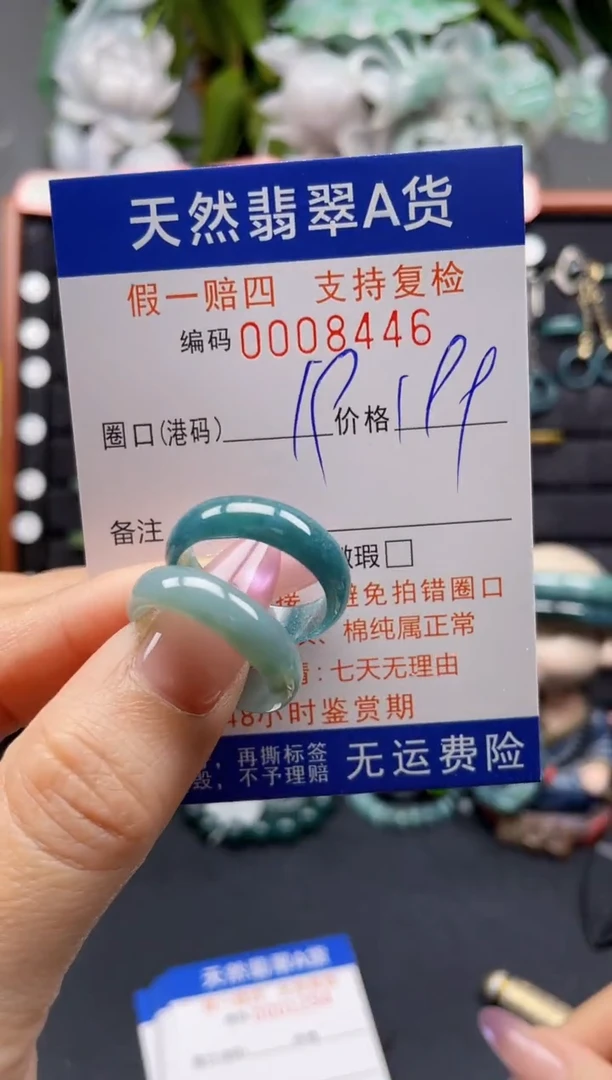 天然翡翠A货
假一赔四 支持复检
编码 0008446
圈口(港码) 价格 199
备注 瑕□
避免拍错圈口
棉纯属正常
:七天无理由
48小时鉴赏期
再撕标签
毁,不予理赔
无运费险
天然翡翠A货